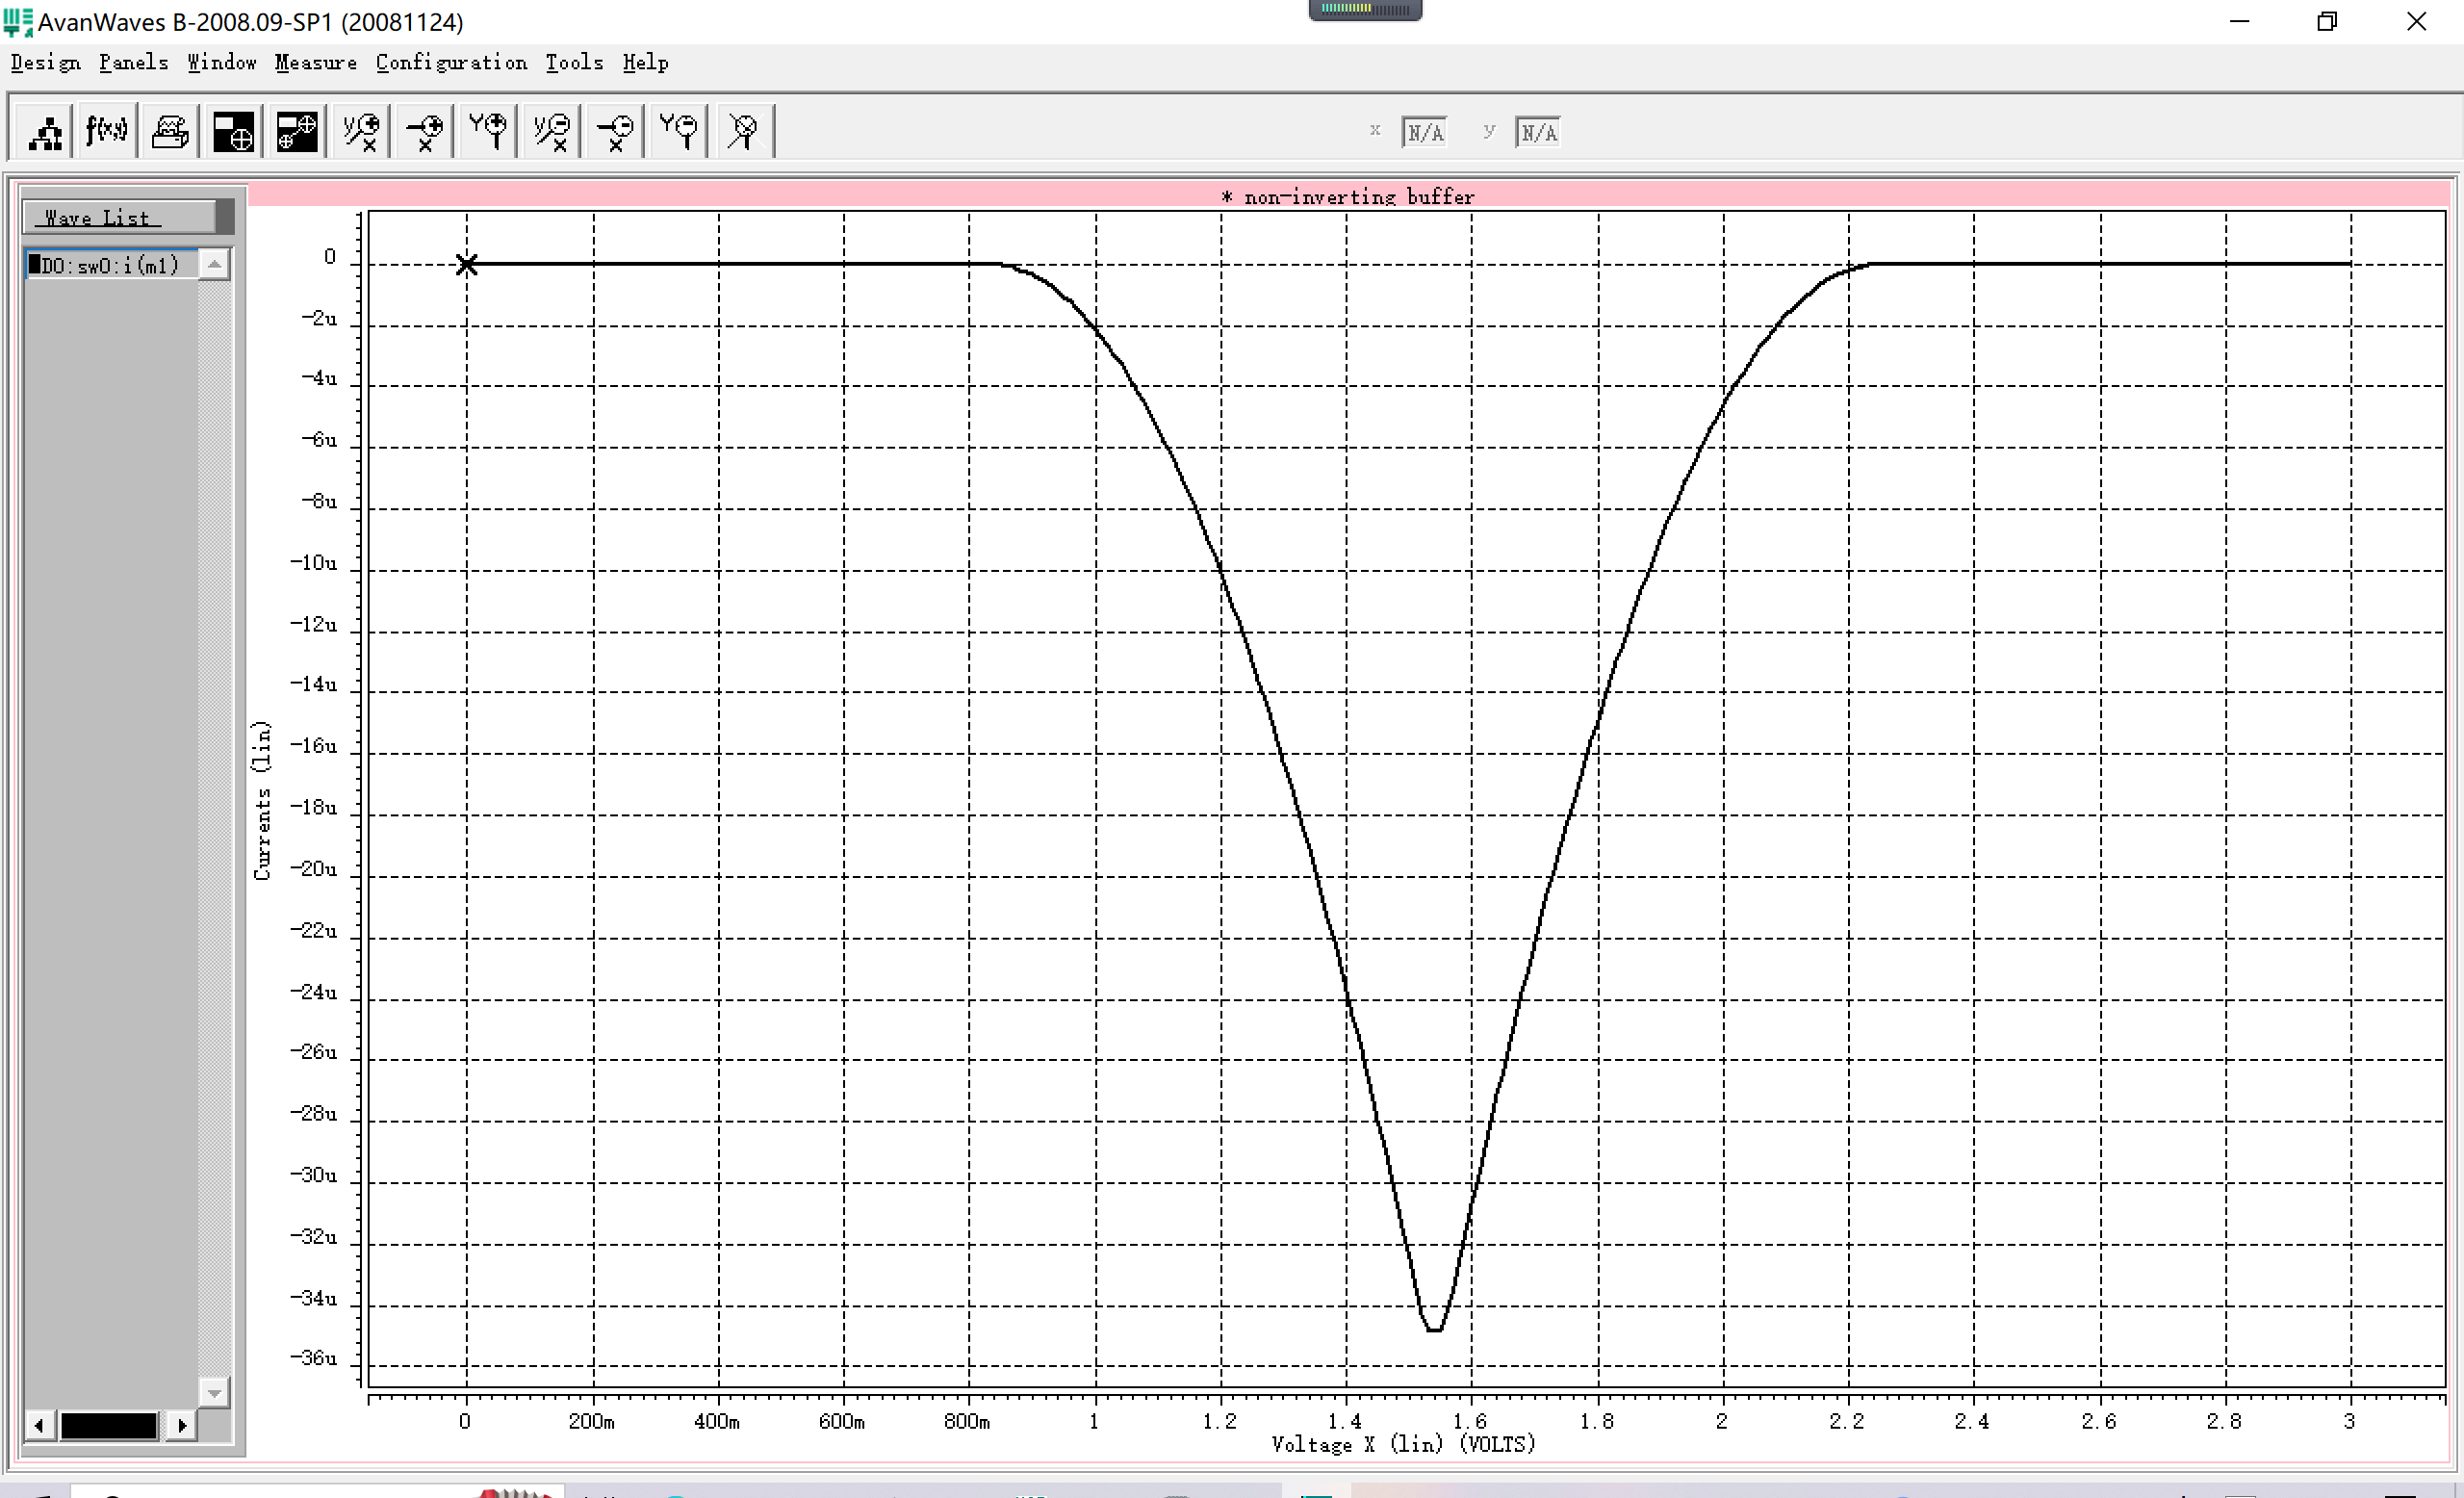 AvanWaves B-2008.09-SP1 (20081124)
Design Panels Window Measure Configuration Tools Help
f(x,y) x N/A y N/A
* non-inverting buffer
Wave List
D0:sw0:i(m1)
Currents (lin)
0
-2u
-4u
-6u
-8u
-10u
-12u
-14u
-16u
-18u
-20u
-22u
-24u
-26u
-28u
-30u
-32u
-34u
-36u
0 200m 400m 600m 800m 1 1.2 1.4 1.6 1.8 2 2.2 2.4 2.6 2.8 3
Voltage X (lin) (VOLTS)